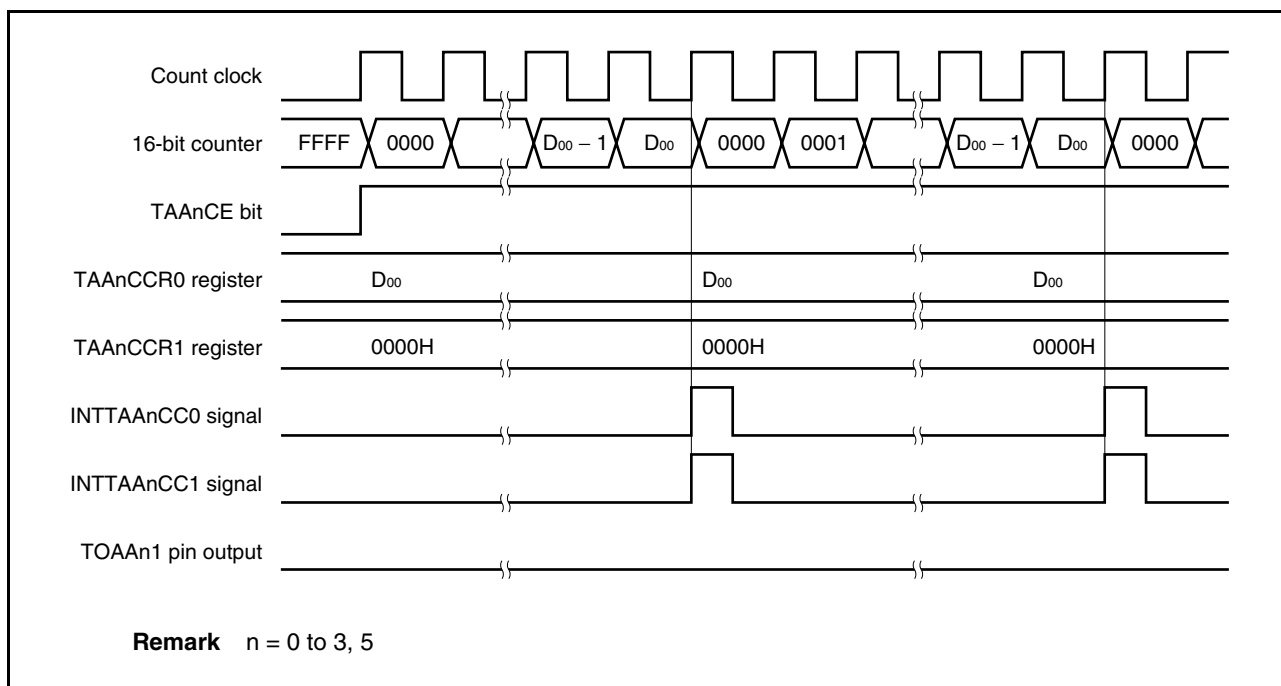 Count clock
16-bit counter FFFF 0000 D00 − 1 D00 0000 0001 D00 − 1 D00 0000
TAAnCE bit
TAAnCCR0 register D00 D00 D00
TAAnCCR1 register 0000H 0000H 0000H
INTTAAnCC0 signal
INTTAAnCC1 signal
TOAAn1 pin output
Remark n = 0 to 3, 5